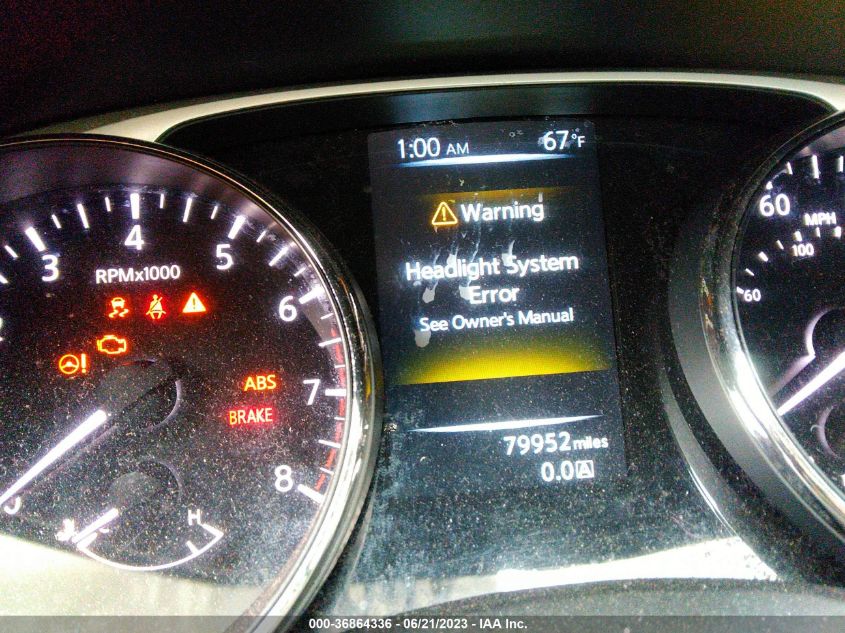 1:00 AM 67°F
Warning
Headlight System
Error
See Owner's Manual
79952 miles
0.0 A
3 4 5 6 7 8
RPMx1000
ABS
BRAKE
H
60
MPH
100
60
000-36864336 - 06/21/2023 - IAA Inc.